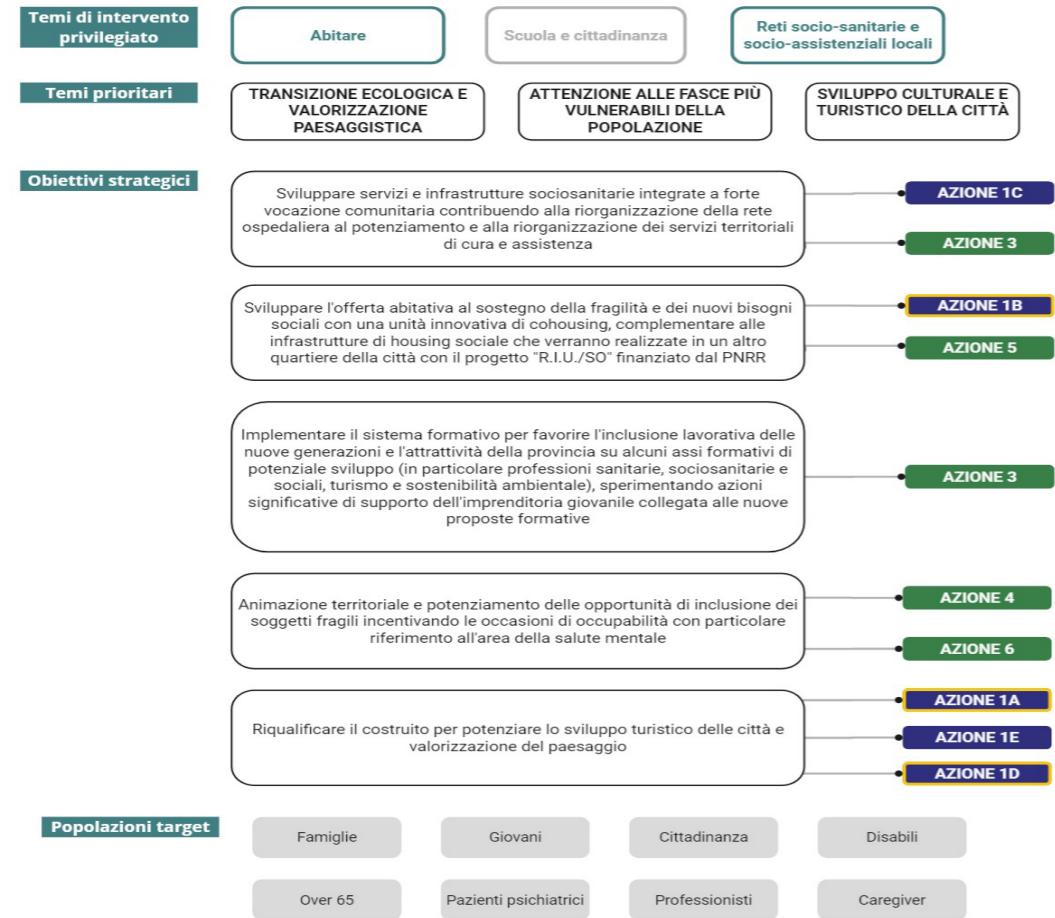 Temi di intervento
privilegiato
Abitare
Scuola e cittadinanza
Reti socio-sanitarie e
socio-assistenziali locali
Temi prioritari
TRANSIZIONE ECOLOGICA E
VALORIZZAZIONE
PAESAGGISTICA
ATTENZIONE ALLE FASCE PIÙ
VULNERABILI DELLA
POPOLAZIONE
SVILUPPO CULTURALE E
TURISTICO DELLA CITTÀ
Obiettivi strategici
Sviluppare servizi e infrastrutture sociosanitarie integrate a forte
vocazione comunitaria contribuendo alla riorganizzazione della rete
ospedaliera al potenziamento e alla riorganizzazione dei servizi territoriali
di cura e assistenza
AZIONE 1C
AZIONE 3
Sviluppare l'offerta abitativa al sostegno della fragilità e dei nuovi bisogni
sociali con una unità innovativa di cohousing, complementare alle
infrastrutture di housing sociale che verranno realizzate in un altro
quartiere della città con il progetto "R.I.U./SO" finanziato dal PNRR
AZIONE 1B
AZIONE 5
Implementare il sistema formativo per favorire l'inclusione lavorativa delle
nuove generazioni e l'attrattività della provincia su alcuni assi formativi di
potenziale sviluppo (in particolare professioni sanitarie, sociosanitarie e
sociali, turismo e sostenibilità ambientale), sperimentando azioni
significative di supporto dell'imprenditoria giovanile collegata alle nuove
proposte formative
AZIONE 3
Animazione territoriale e potenziamento delle opportunità di inclusione dei
soggetti fragili incentivando le occasioni di occupabilità con particolare
riferimento all'area della salute mentale
AZIONE 4
AZIONE 6
Riqualificare il costruito per potenziare lo sviluppo turistico delle città e
valorizzazione del paesaggio
AZIONE 1A
AZIONE 1E
AZIONE 1D
Popolazioni target
Famiglie
Giovani
Cittadinanza
Disabili
Over 65
Pazienti psichiatrici
Professionisti
Caregiver